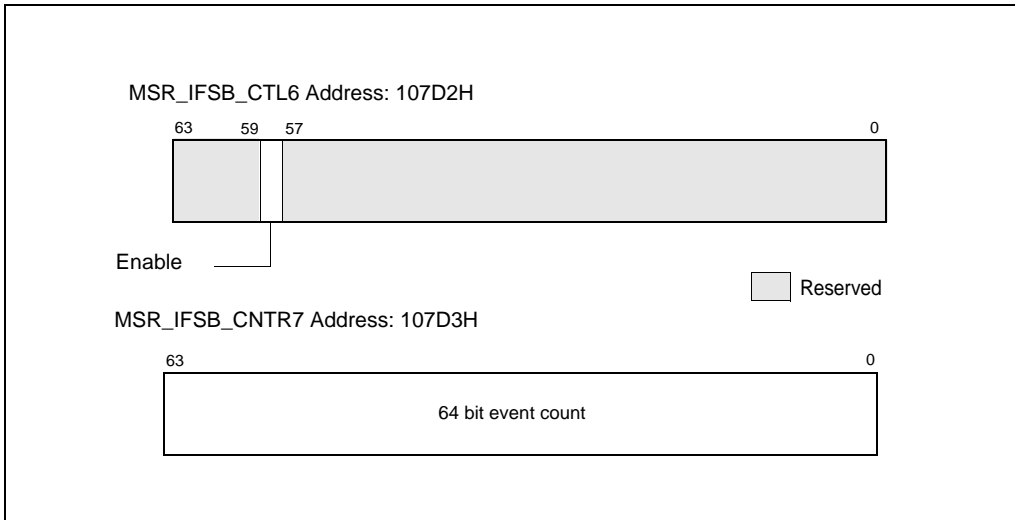 MSR_IFSB_CTL6 Address: 107D2H
63 59 57 0
Enable
Reserved
MSR_IFSB_CNTR7 Address: 107D3H
63 0
64 bit event count